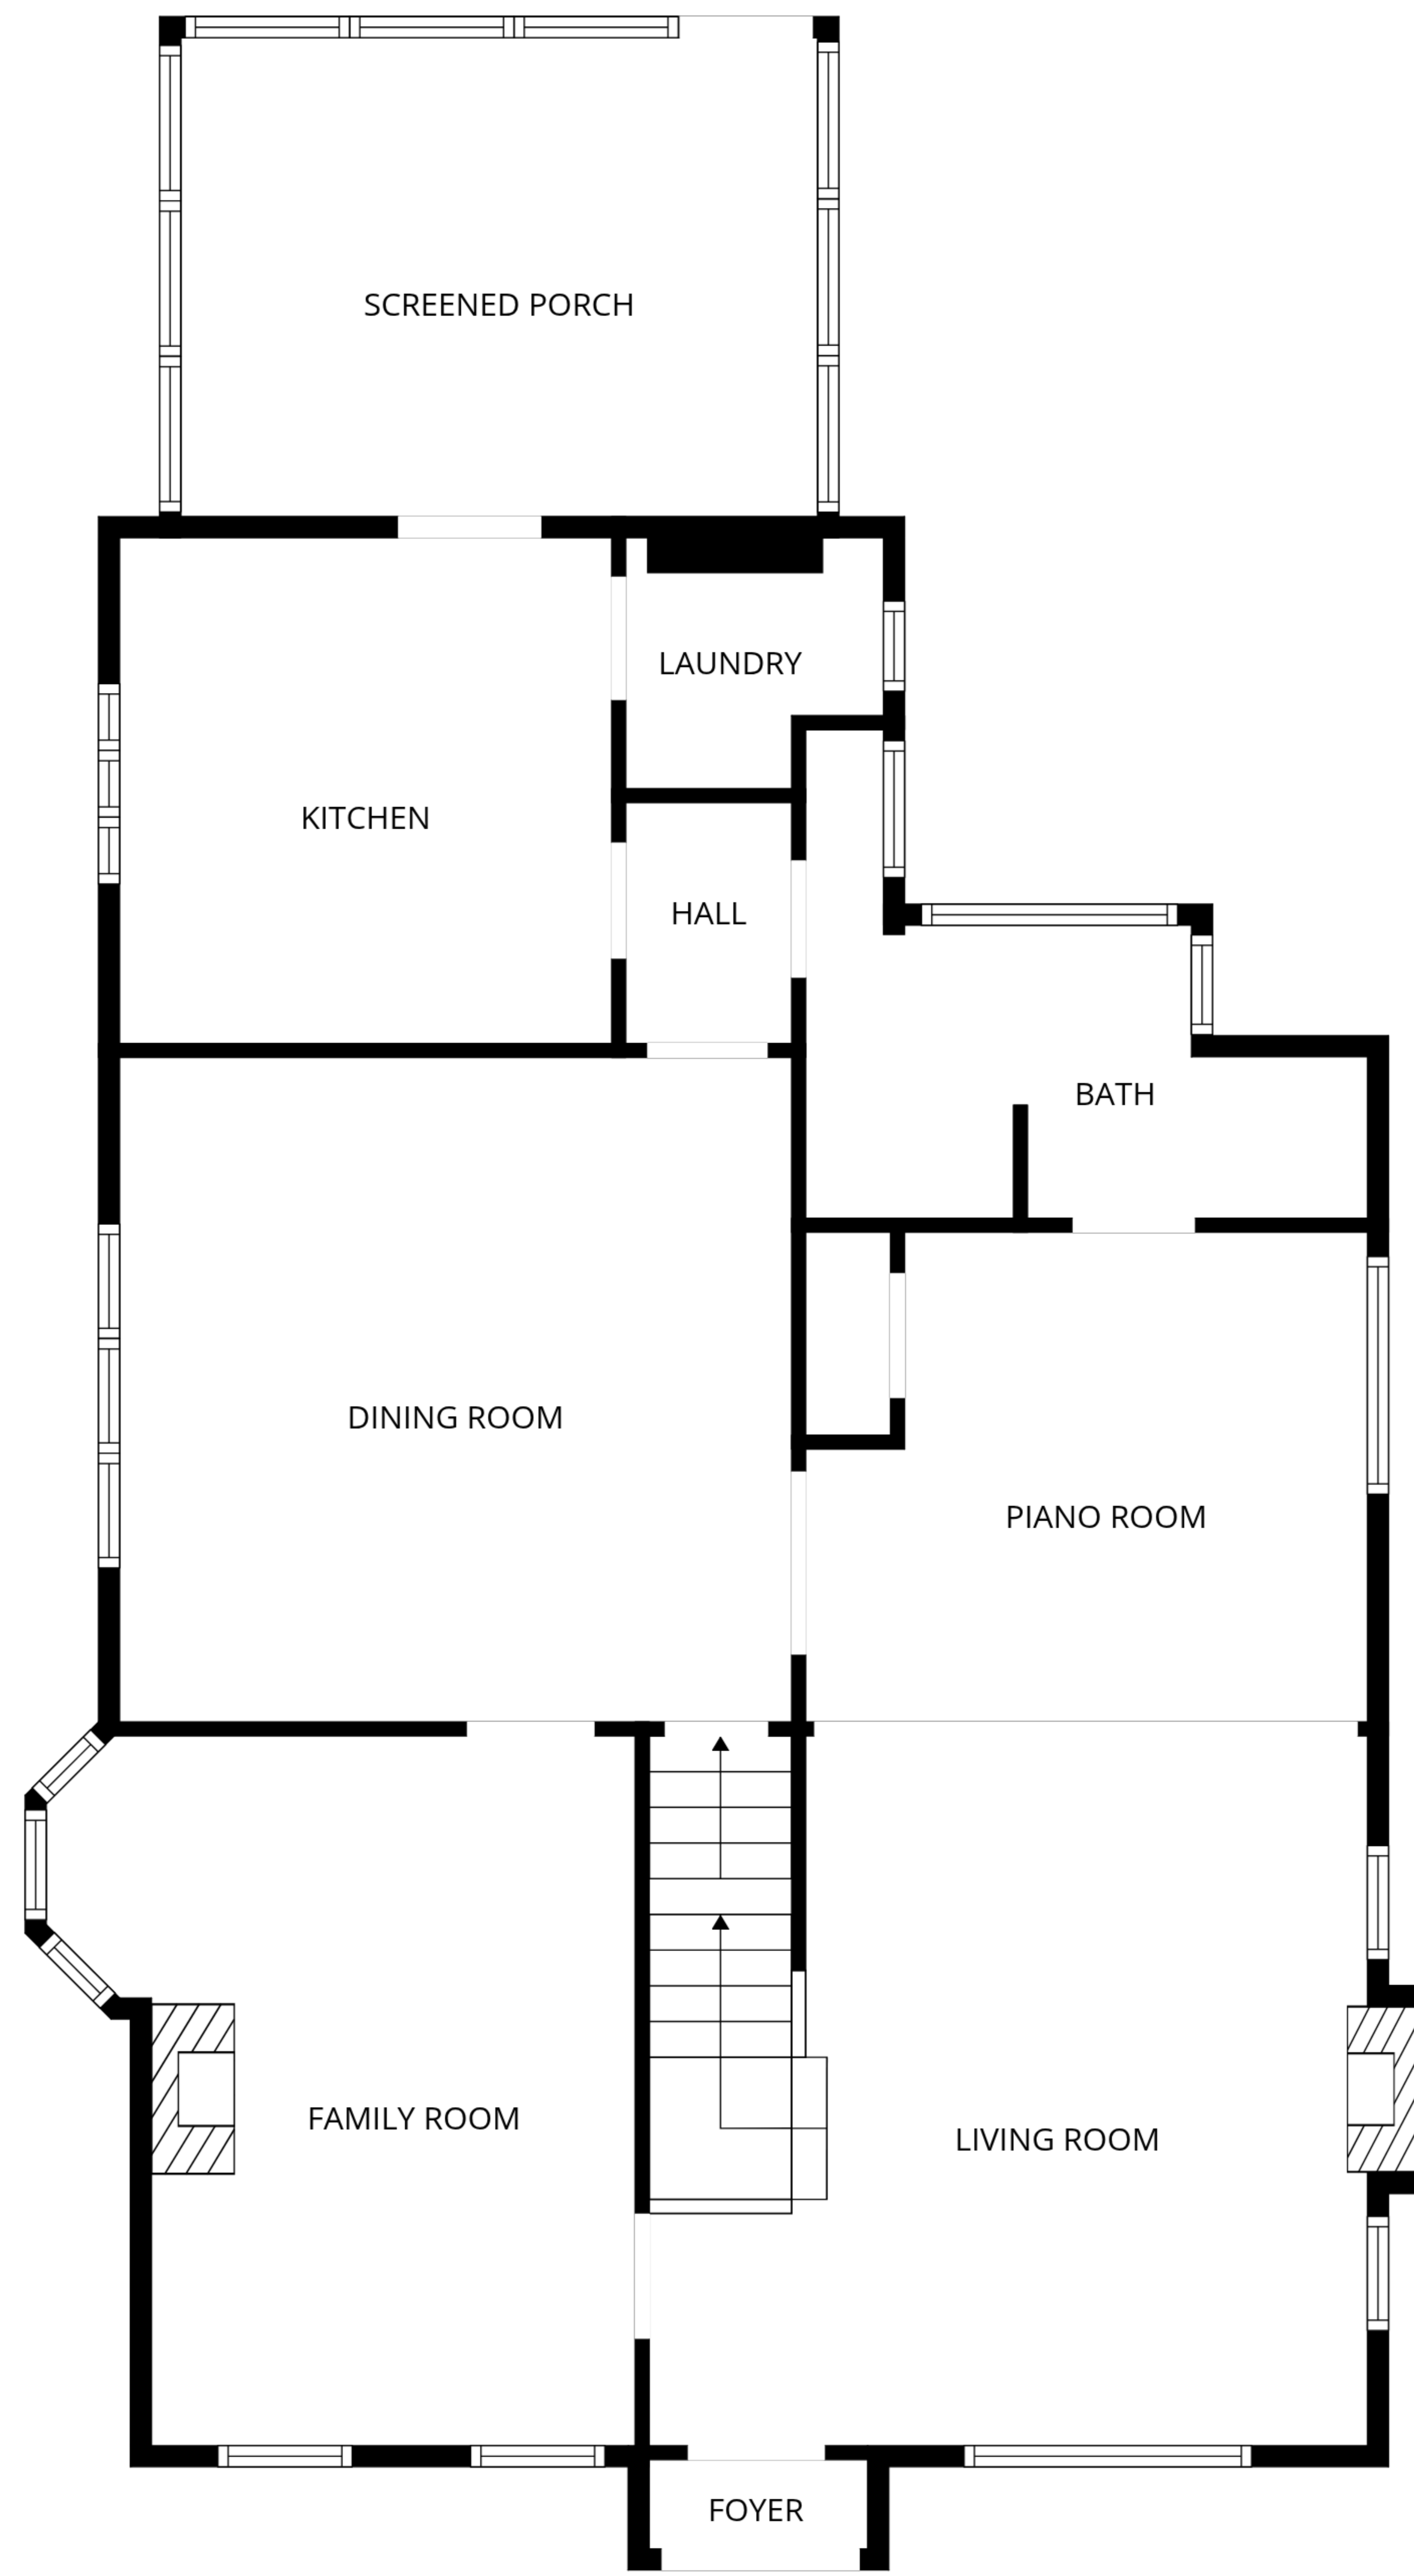 SCREENED PORCH
LAUNDRY
KITCHEN
HALL
BATH
DINING ROOM
PIANO ROOM
FAMILY ROOM
LIVING ROOM
FOYER